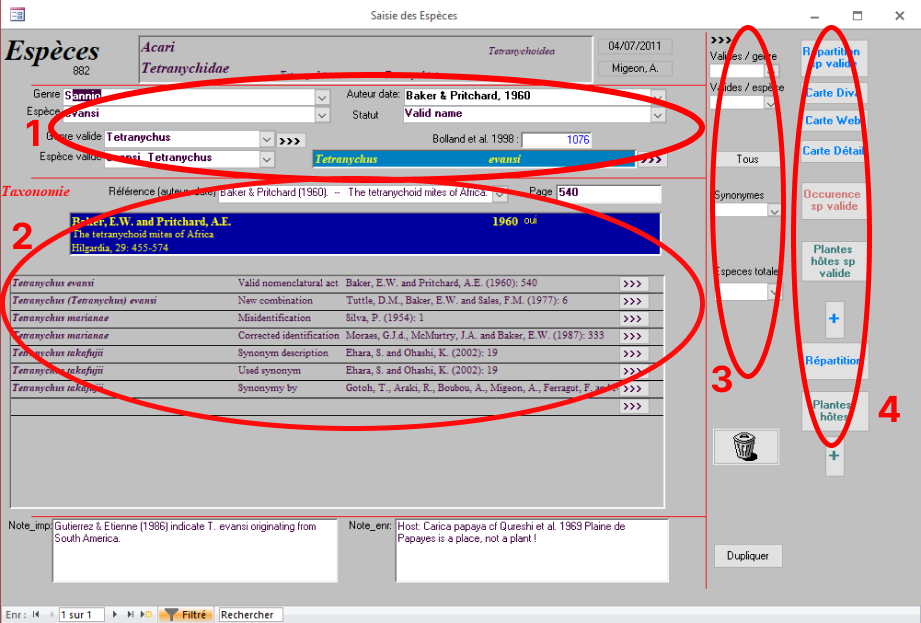 Saisie des Espèces
Espèces
882
Acari
Tetranychoidea
Tetranychidae
04/07/2011
Migeon, A.
Genre Sannio
Auteur date: Baker & Pritchard, 1960
Espèce evansi
Statut Valid name
1
Genre valide Tetranychus >>>
Bolland et al. 1998 : 1076
Espèce valide evansi, Tetranychus
Tetranychus evansi >>>
Taxonomie
Référence (auteur, date) Baker & Pritchard (1960). -- The tetranychoid mites of Africa.
Page 540
2
Baker, E.W. and Pritchard, A.E. 1960 oui
The tetranychoid mites of Africa
Hilgardia, 29: 455-574
Tetranychus evansi Valid nomenclatural act Baker, E.W. and Pritchard, A.E. (1960): 540 >>>
Tetranychus (Tetranychus) evansi New combination Tuttle, D.M., Baker, E.W. and Sales, F.M. (1977): 6 >>>
Tetranychus marianae Misidentification Silva, P. (1954): 1 >>>
Tetranychus marianae Corrected identification Moraes, G.J.d., McMurtry, J.A. and Baker, E.W. (1987): 333 >>>
Tetranychus takafujii Synonym description Ehara, S. and Ohashi, K. (2002): 19 >>>
Tetranychus takafujii Used synonym Ehara, S. and Ohashi, K. (2002): 19 >>>
Tetranychus takafujii Synonymy by Gotoh, T., Araki, R., Boubou, A., Migeon, A., Ferragut, F. >>>
>>>
Note_imp: Gutierrez & Etienne (1986) indicate T. evansi originating from
South America.
Note_enr: Host: Carica papaya cf Qureshi et al. 1969 Plaine de
Papayes is a place, not a plant !
>>>
Valides / genre
Valides / espèce
Tous
Synonymes
Especes totale
3
Dupliquer
Répartition
sp valide
Carte Diva
Carte Web
Carte Détail
Occurence
sp valide
Plantes
hôtes sp
valide
+
Répartition
Plantes
hôtes
4
+
Enr : 1 sur 1 Filtré Rechercher